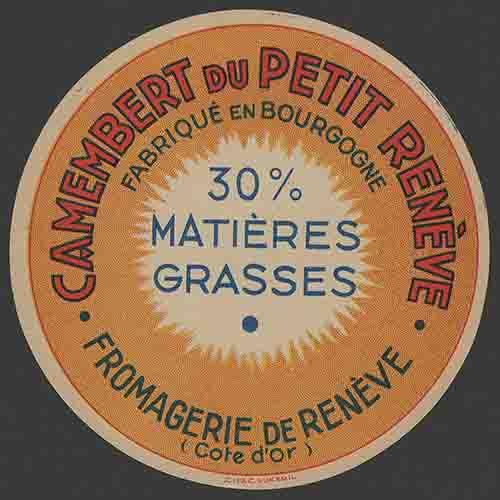 CAMEMBERT DU PETIT RENÈVE
FABRIQUÉ EN BOURGOGNE
30%
MATIÈRES
GRASSES
FROMAGERIE DE RENÈVE
(Cote d'Or)